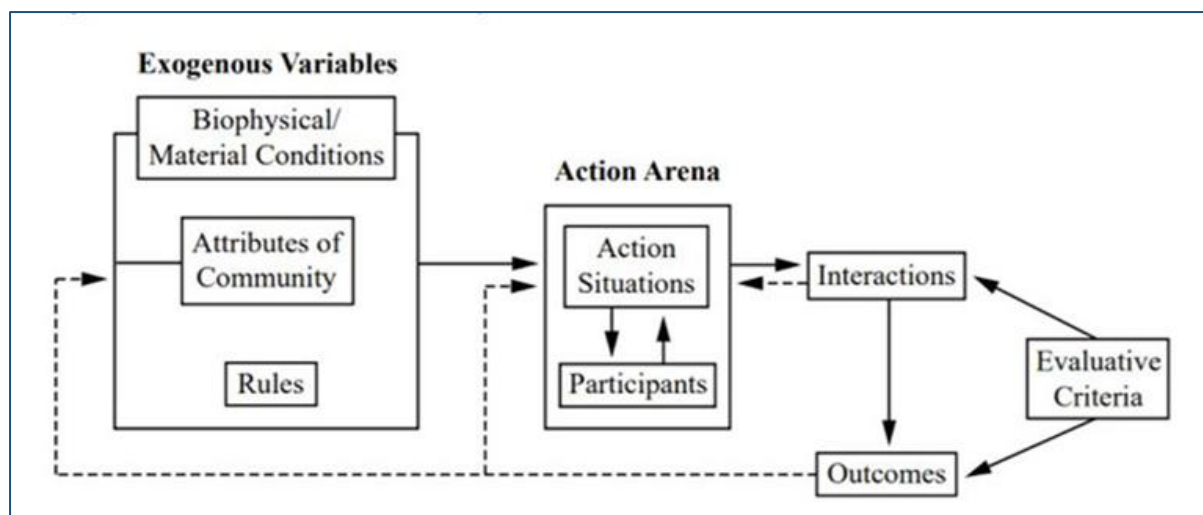 Exogenous Variables
Biophysical/
Material Conditions
Attributes of
Community
Rules
Action Arena
Action
Situations
Participants
Interactions
Outcomes
Evaluative
Criteria